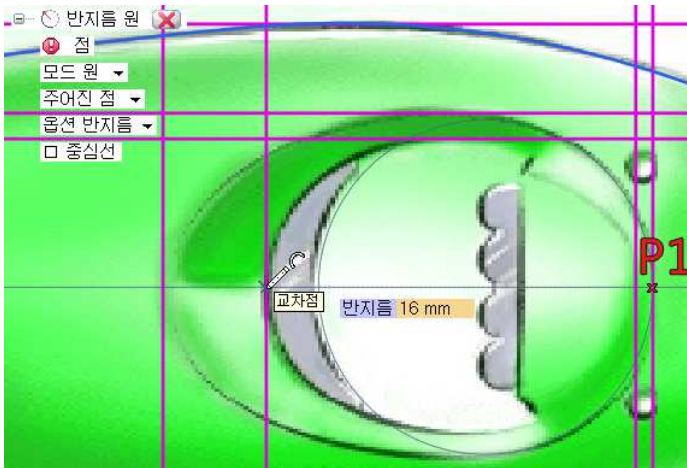 반지름 원
점
모드 원
주어진 점
옵션 반지름
중심선
P1
교차점
반지름 16 mm